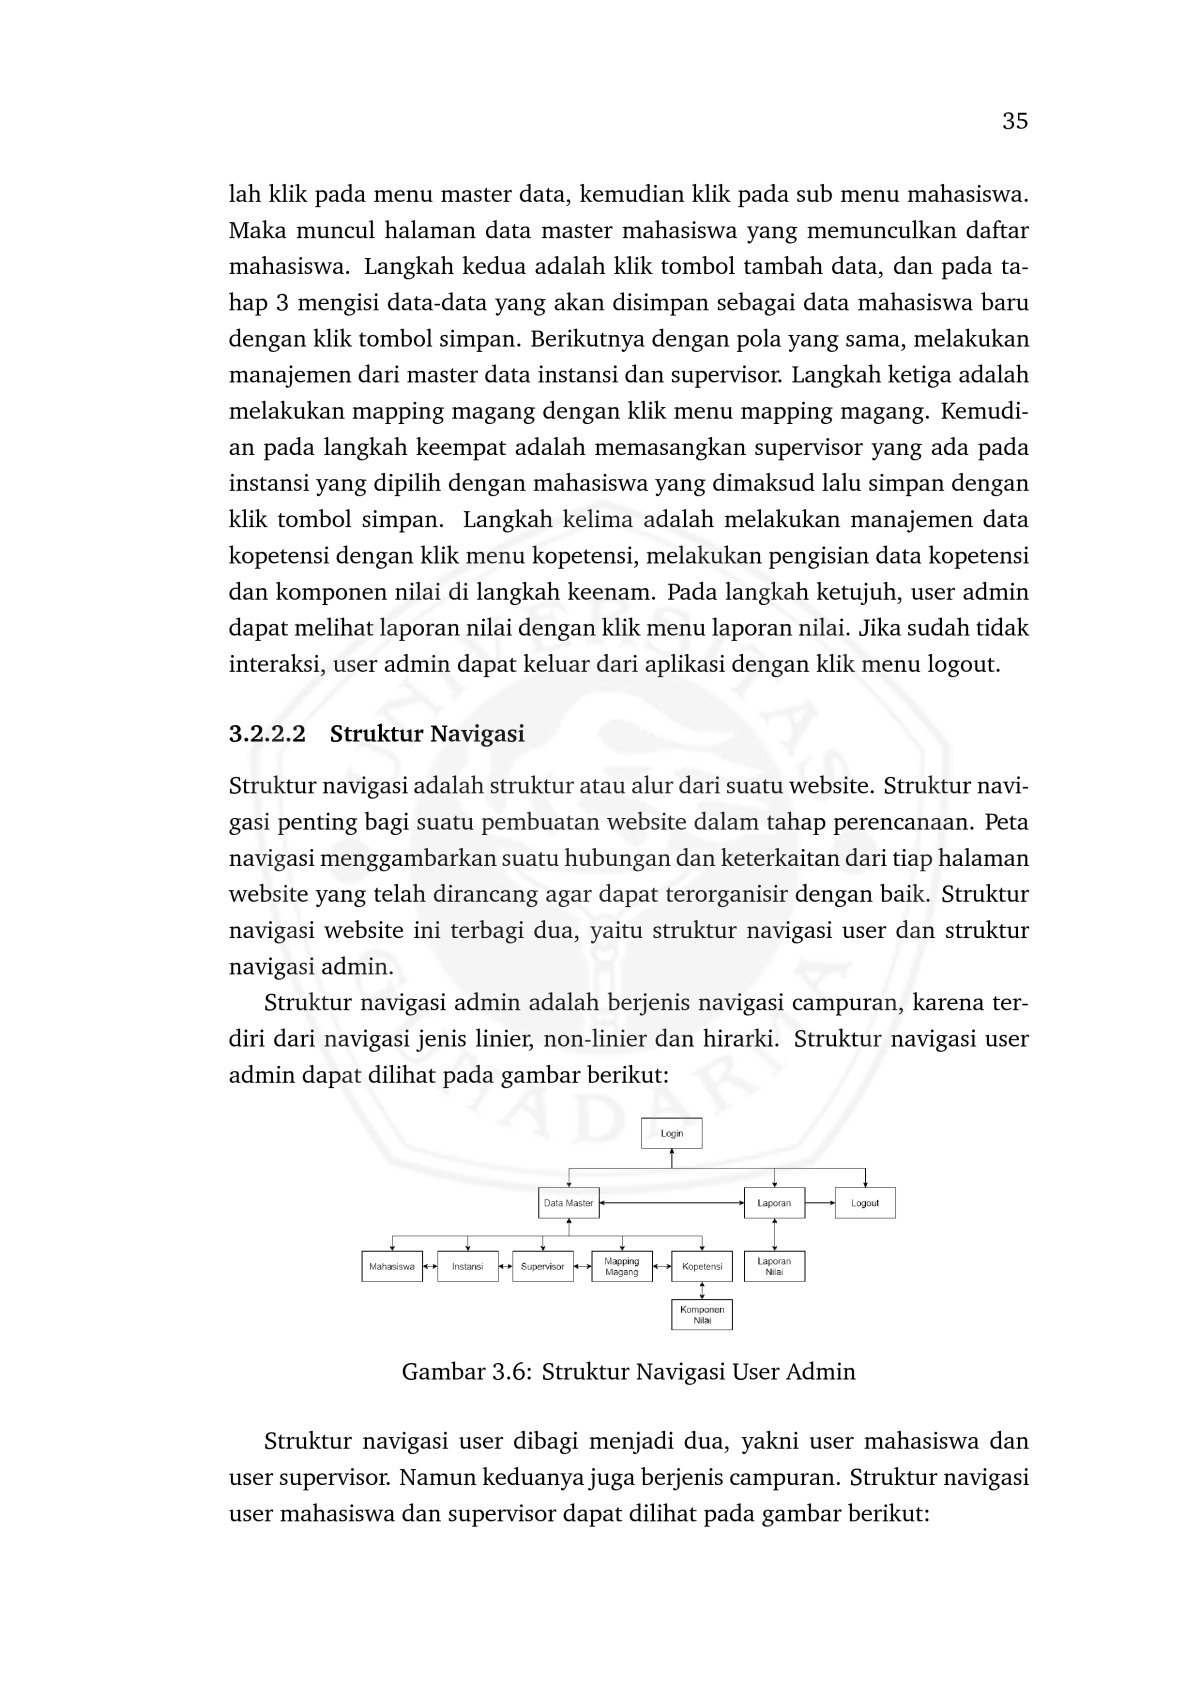 35
lah klik pada menu master data, kemudian klik pada sub menu mahasiswa.
Maka muncul halaman data master mahasiswa yang memunculkan daftar
mahasiswa. Langkah kedua adalah klik tombol tambah data, dan pada ta-
hap 3 mengisi data-data yang akan disimpan sebagai data mahasiswa baru
dengan klik tombol simpan. Berikutnya dengan pola yang sama, melakukan
manajemen dari master data instansi dan supervisor. Langkah ketiga adalah
melakukan mapping magang dengan klik menu mapping magang. Kemudi-
an pada langkah keempat adalah memasangkan supervisor yang ada pada
instansi yang dipilih dengan mahasiswa yang dimaksud lalu simpan dengan
klik tombol simpan. Langkah kelima adalah melakukan manajemen data
kopetensi dengan klik menu kopetensi, melakukan pengisian data kopetensi
dan komponen nilai di langkah keenam. Pada langkah ketujuh, user admin
dapat melihat laporan nilai dengan klik menu laporan nilai. Jika sudah tidak
interaksi, user admin dapat keluar dari aplikasi dengan klik menu logout.
3.2.2.2 Struktur Navigasi
Struktur navigasi adalah struktur atau alur dari suatu website. Struktur navi-
gasi penting bagi suatu pembuatan website dalam tahap perencanaan. Peta
navigasi menggambarkan suatu hubungan dan keterkaitan dari tiap halaman
website yang telah dirancang agar dapat terorganisir dengan baik. Struktur
navigasi website ini terbagi dua, yaitu struktur navigasi user dan struktur
navigasi admin.
Struktur navigasi admin adalah berjenis navigasi campuran, karena ter-
diri dari navigasi jenis linier, non-linier dan hirarki. Struktur navigasi user
admin dapat dilihat pada gambar berikut:
Login
Data Master
Laporan
Logout
Mahasiswa
Instansi
Supervisor
Mapping
Magang
Kopetensi
Laporan
Nilai
Komponen
Nilai
Gambar 3.6: Struktur Navigasi User Admin
Struktur navigasi user dibagi menjadi dua, yakni user mahasiswa dan
user supervisor. Namun keduanya juga berjenis campuran. Struktur navigasi
user mahasiswa dan supervisor dapat dilihat pada gambar berikut:
UNIVERSITAS
GUNADARMA